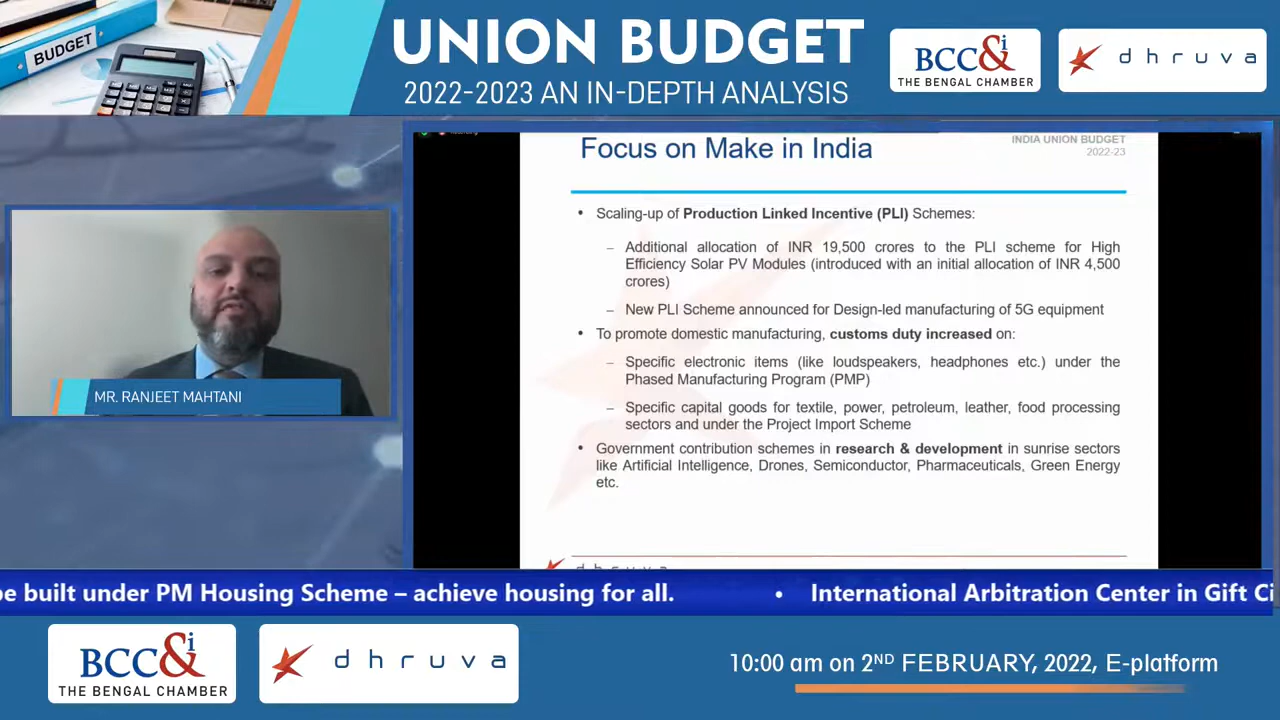 BUDGET
UNION BUDGET
2022-2023 AN IN-DEPTH ANALYSIS
BCC&i
THE BENGAL CHAMBER
dhruva
MR. RANJEET MAHTANI
Focus on Make in India
INDIA UNION BUDGET
2022-23
• Scaling-up of Production Linked Incentive (PLI) Schemes:
– Additional allocation of INR 19,500 crores to the PLI scheme for High
Efficiency Solar PV Modules (introduced with an initial allocation of INR 4,500
crores)
– New PLI Scheme announced for Design-led manufacturing of 5G equipment
• To promote domestic manufacturing, customs duty increased on:
– Specific electronic items (like loudspeakers, headphones etc.) under the
Phased Manufacturing Program (PMP)
– Specific capital goods for textile, power, petroleum, leather, food processing
sectors and under the Project Import Scheme
• Government contribution schemes in research & development in sunrise sectors
like Artificial Intelligence, Drones, Semiconductor, Pharmaceuticals, Green Energy
etc.
be built under PM Housing Scheme – achieve housing for all. • International Arbitration Center in Gift Ci
BCC&i
THE BENGAL CHAMBER
dhruva
10:00 am on 2ND FEBRUARY, 2022, E-platform